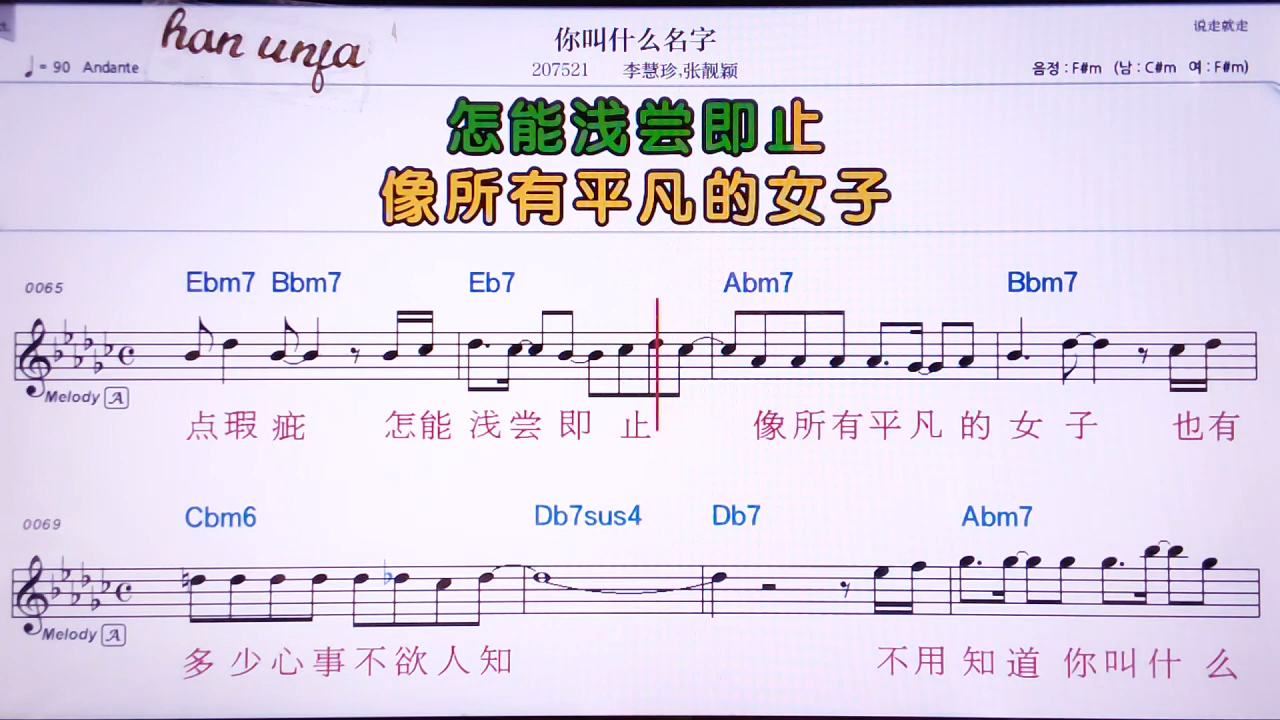 han unfa
你叫什么名字
说走就走
♩= 90 Andante
207521 李慧珍,张靓颖
음정 : F#m (남 : C#m 여 : F#m)
怎能浅尝即止
像所有平凡的女子
0065
Ebm7 Bbm7 Eb7 Abm7 Bbm7
Melody A
点瑕疵 怎能浅尝即止 像所有平凡的女子 也有
0069
Cbm6 Db7sus4 Db7 Abm7
Melody A
多少心事不欲人知 不用知道你叫什么